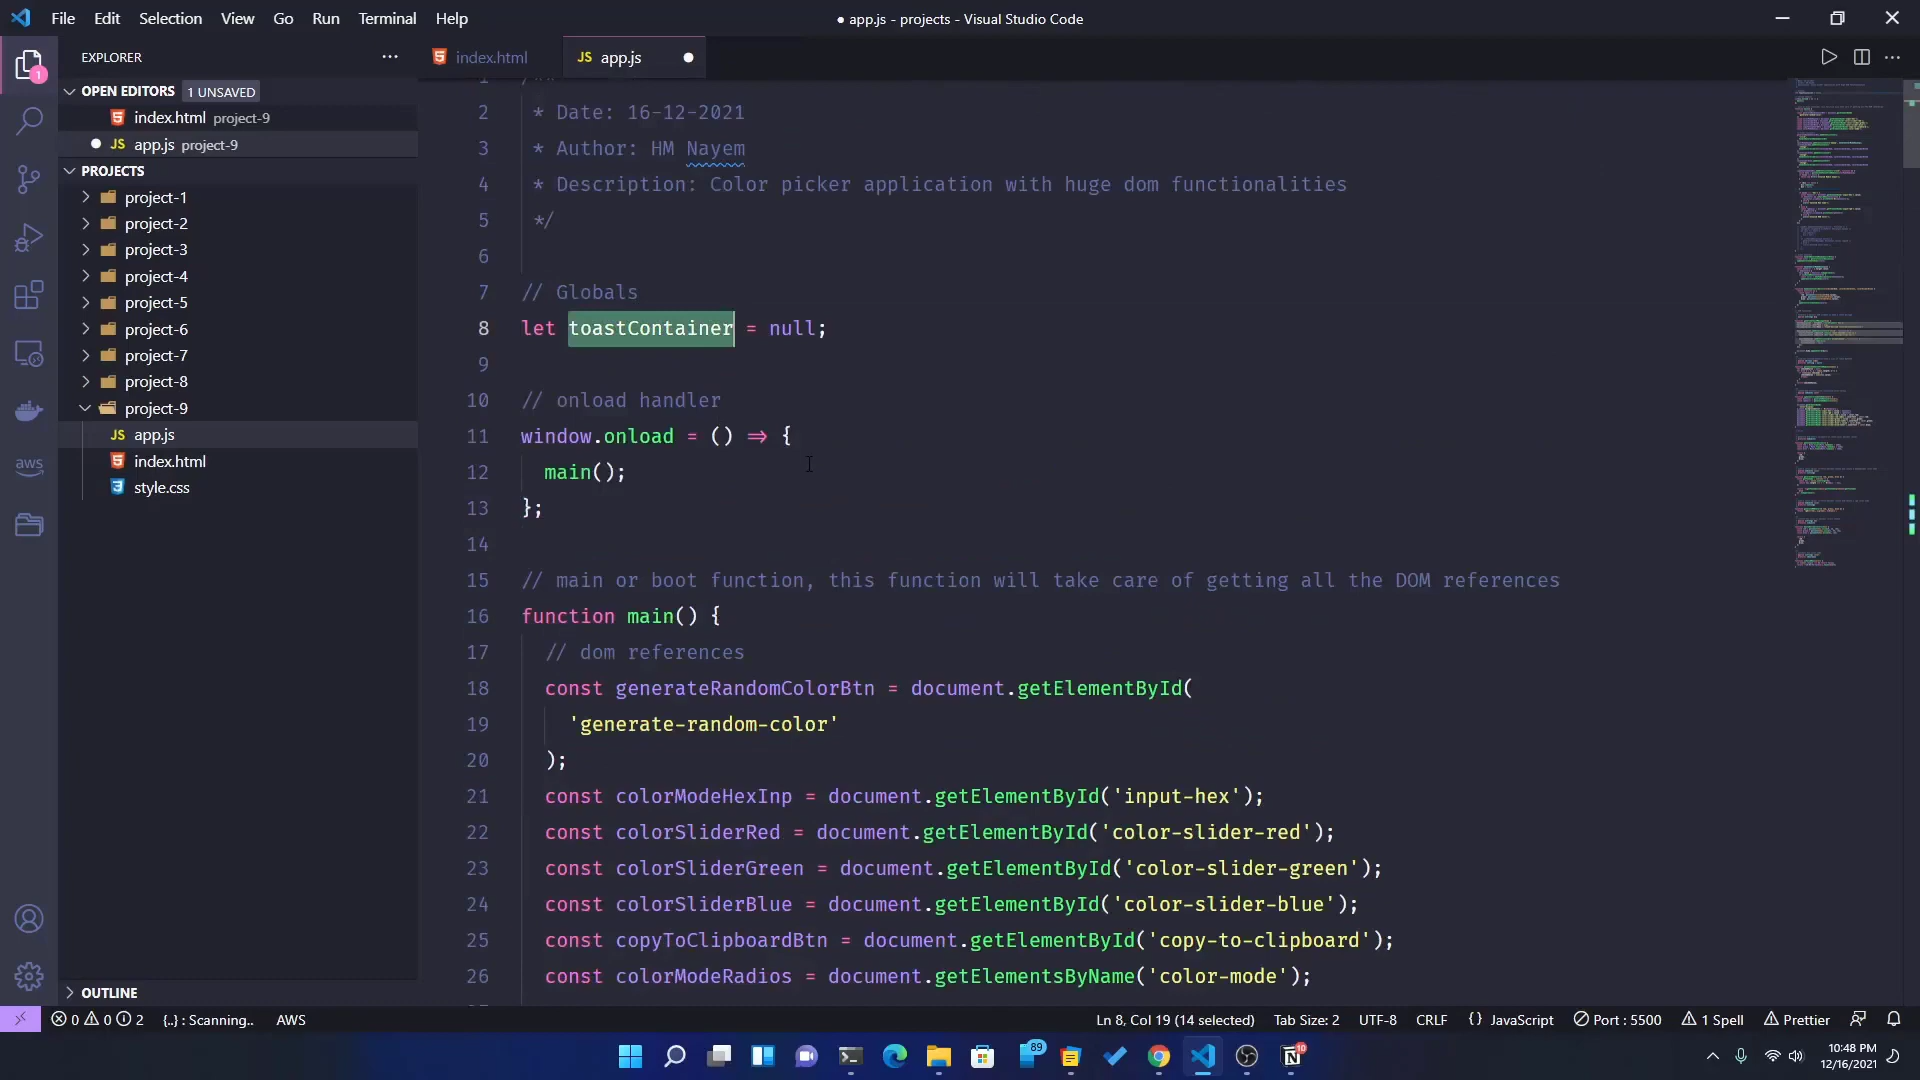 File Edit Selection View Go Run Terminal Help
● app.js - projects - Visual Studio Code
EXPLORER
index.html
JS app.js
OPEN EDITORS 1 UNSAVED
index.html project-9
JS app.js project-9
PROJECTS
project-1
project-2
project-3
project-4
project-5
project-6
project-7
project-8
project-9
JS app.js
index.html
style.css
OUTLINE
1 /**
2 * Date: 16-12-2021
3 * Author: HM Nayem
4 * Description: Color picker application with huge dom functionalities
5 */
6
7 // Globals
8 let toastContainer = null;
9
10 // onload handler
11 window.onload = () => {
12 main();
13 };
14
15 // main or boot function, this function will take care of getting all the DOM references
16 function main() {
17 // dom references
18 const generateRandomColorBtn = document.getElementById(
19 'generate-random-color'
20 );
21 const colorModeHexInp = document.getElementById('input-hex');
22 const colorSliderRed = document.getElementById('color-slider-red');
23 const colorSliderGreen = document.getElementById('color-slider-green');
24 const colorSliderBlue = document.getElementById('color-slider-blue');
25 const copyToClipboardBtn = document.getElementById('copy-to-clipboard');
26 const colorModeRadios = document.getElementsByName('color-mode');
1
aws
0 0 2 {..} : Scanning.. AWS
Ln 8, Col 19 (14 selected) Tab Size: 2 UTF-8 CRLF {} JavaScript Port : 5500 1 Spell Prettier
89
10
10:48 PM
12/16/2021